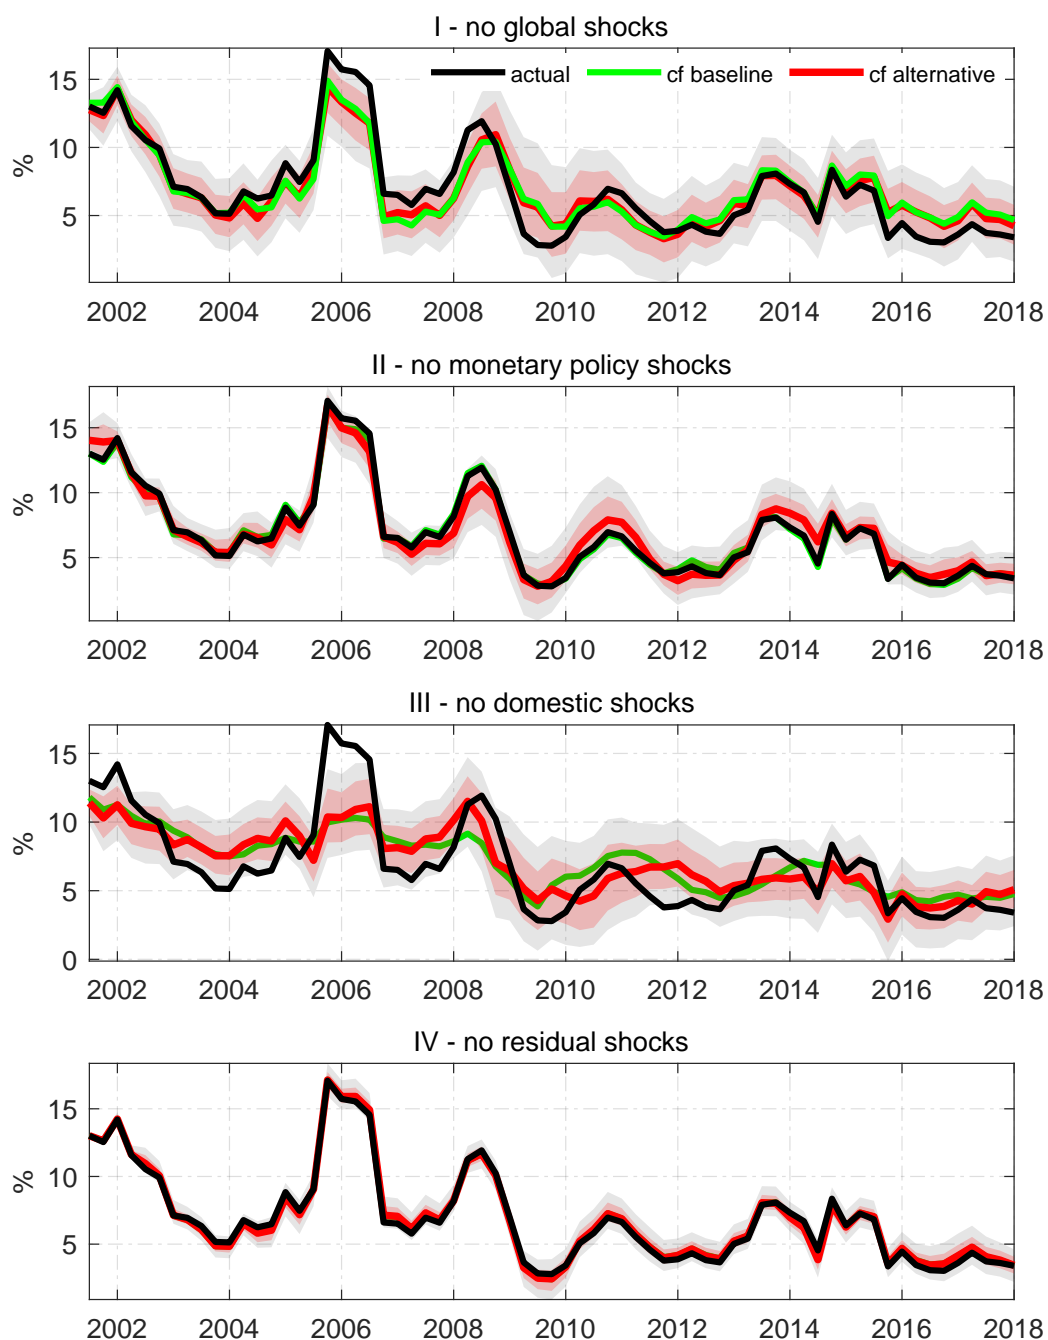 I - no global shocks
actual cf baseline cf alternative
15
10
5
%
2002 2004 2006 2008 2010 2012 2014 2016 2018
II - no monetary policy shocks
15
10
5
%
2002 2004 2006 2008 2010 2012 2014 2016 2018
III - no domestic shocks
15
10
5
0
%
2002 2004 2006 2008 2010 2012 2014 2016 2018
IV - no residual shocks
15
10
5
%
2002 2004 2006 2008 2010 2012 2014 2016 2018